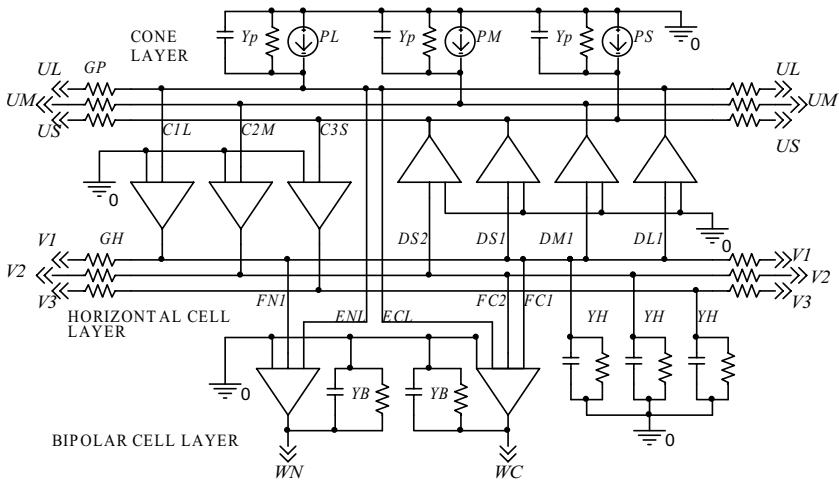 CONE
LAYER
Yp PL Yp PM Yp PS
0
UL GP UL
UM UM
US US
C1L C2M C3S
0
0
V1 GH DS2 DS1 DM1 DL1 V1
V2 V2
V3 V3
FN1 ENL ECL FC2 FC1
HORIZONTAL CELL
LAYER
YH YH YH
0
YB YB
0
BIPOLAR CELL LAYER
WN WC